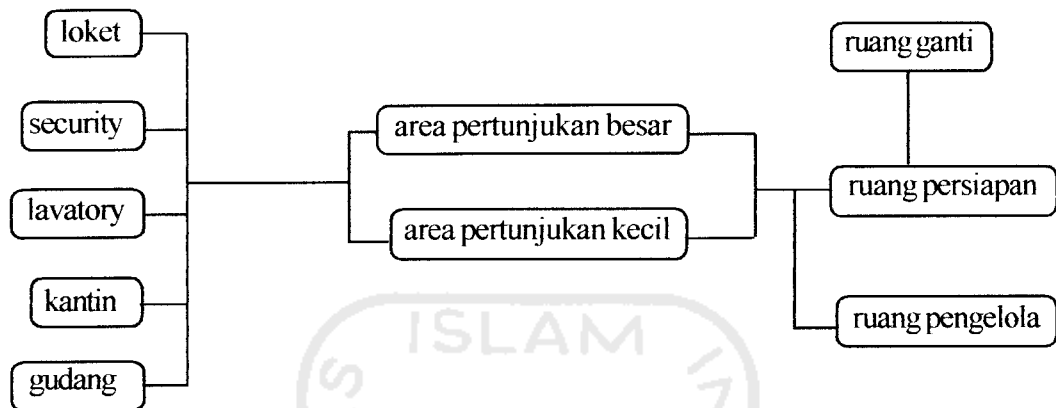 loket
security
lavatory
kantin
gudang
area pertunjukan besar
area pertunjukan kecil
ruang ganti
ruang persiapan
ruang pengelola
ISLAM